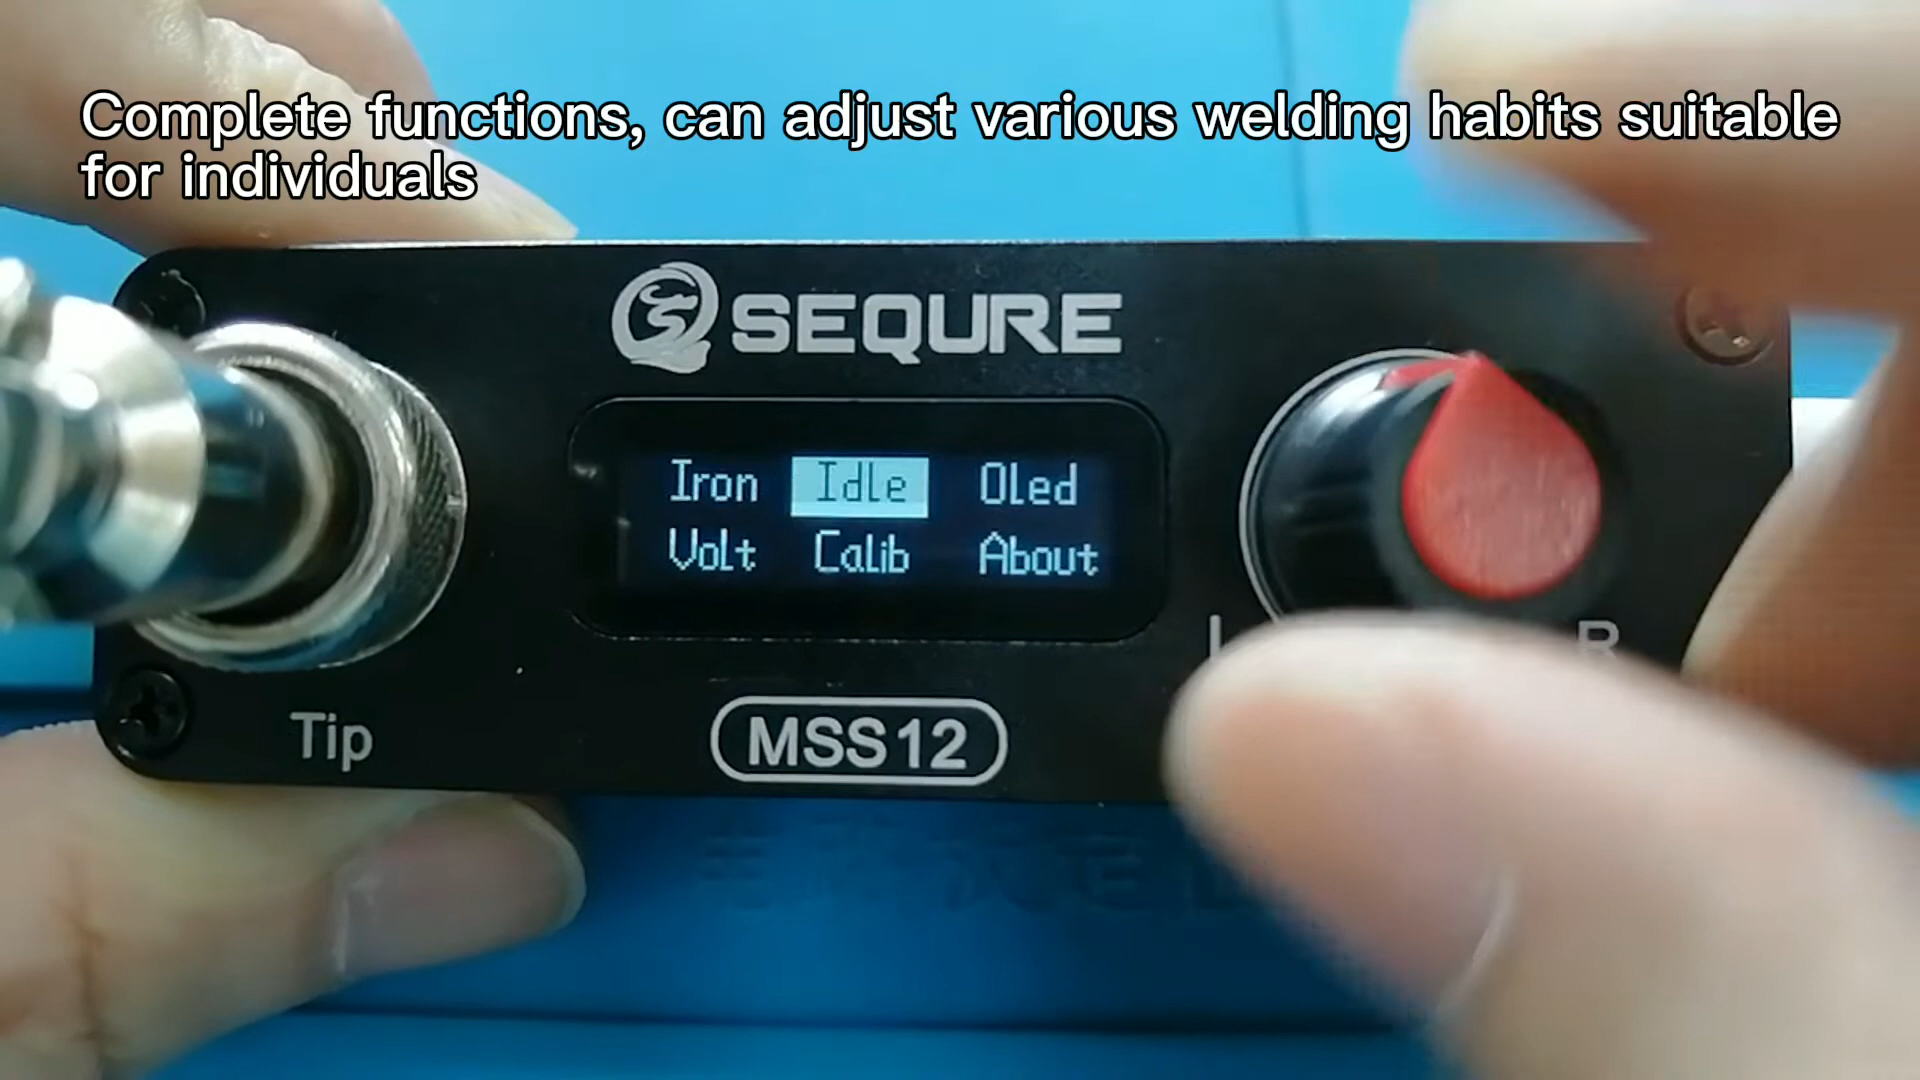 Complete functions, can adjust various welding habits suitable
for individuals
SEQURE
Iron Idle Oled
Volt Calib About
L R
Tip
MSS12